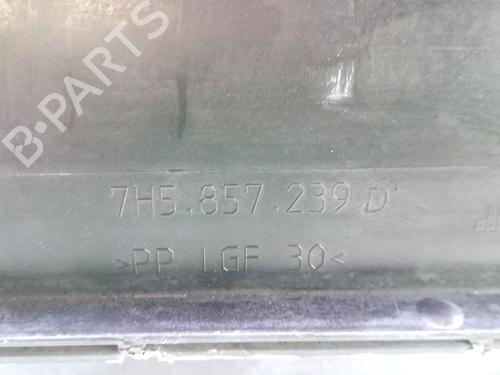 B-PARTS
7H5.857.239 D
>PP LGF 30<